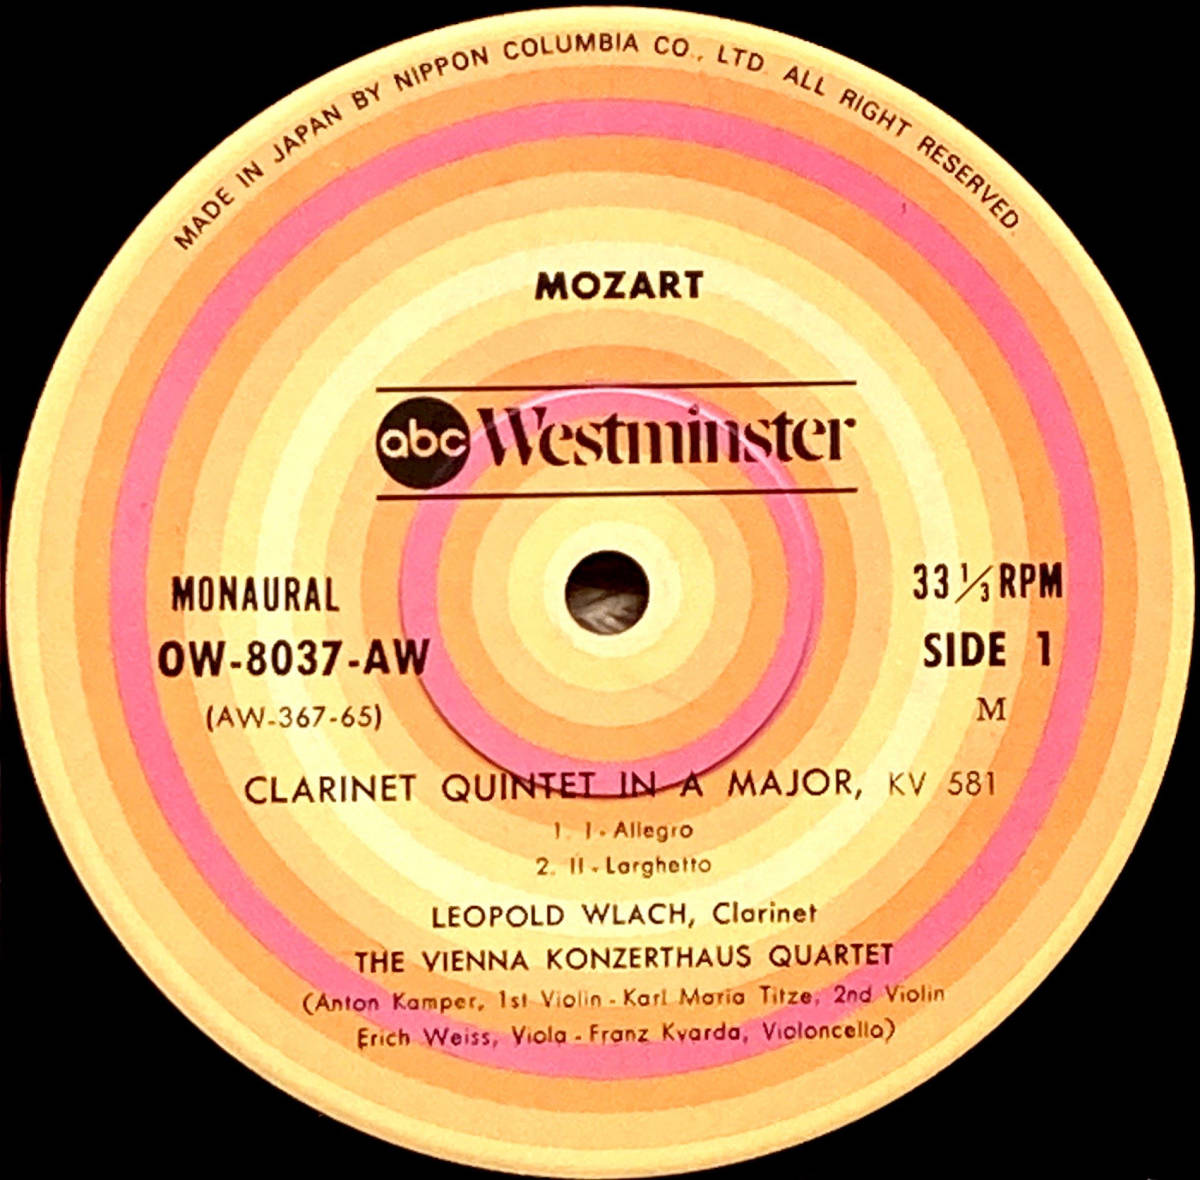 MADE IN JAPAN BY NIPPON COLUMBIA CO., LTD. ALL RIGHT RESERVED.
MOZART
abc Westminster
MONAURAL
OW-8037-AW
(AW-367-65)
33 1/3 RPM
SIDE 1
M
CLARINET QUINTET IN A MAJOR, KV 581
1. I - Allegro
2. II - Larghetto
LEOPOLD WLACH, Clarinet
THE VIENNA KONZERTHAUS QUARTET
(Anton Kamper, 1st Violin - Karl Maria Titze, 2nd Violin
Erich Weiss, Viola - Franz Kvarda, Violoncello)